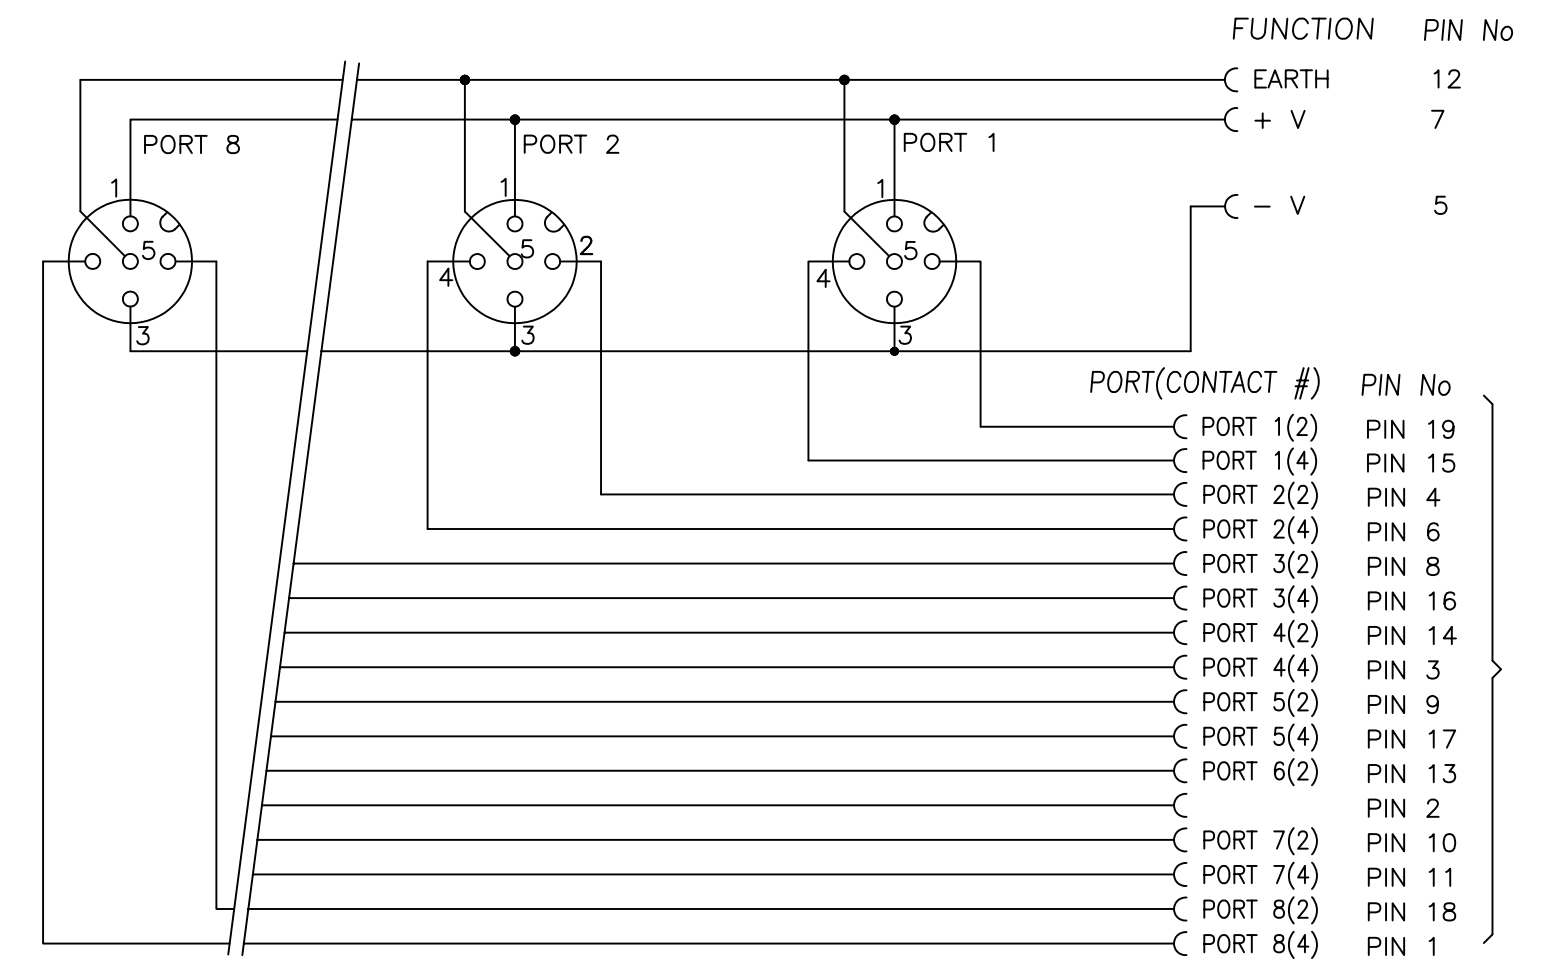 FUNCTION PIN No
EARTH 12
+ V 7
PORT 8 PORT 2 PORT 1
1 1 1
− V 5
5 5 2 5
4 4
3 3 3
PORT(CONTACT #) PIN No
PORT 1(2) PIN 19
PORT 1(4) PIN 15
PORT 2(2) PIN 4
PORT 2(4) PIN 6
PORT 3(2) PIN 8
PORT 3(4) PIN 16
PORT 4(2) PIN 14
PORT 4(4) PIN 3
PORT 5(2) PIN 9
PORT 5(4) PIN 17
PORT 6(2) PIN 13
PIN 2
PORT 7(2) PIN 10
PORT 7(4) PIN 11
PORT 8(2) PIN 18
PORT 8(4) PIN 1